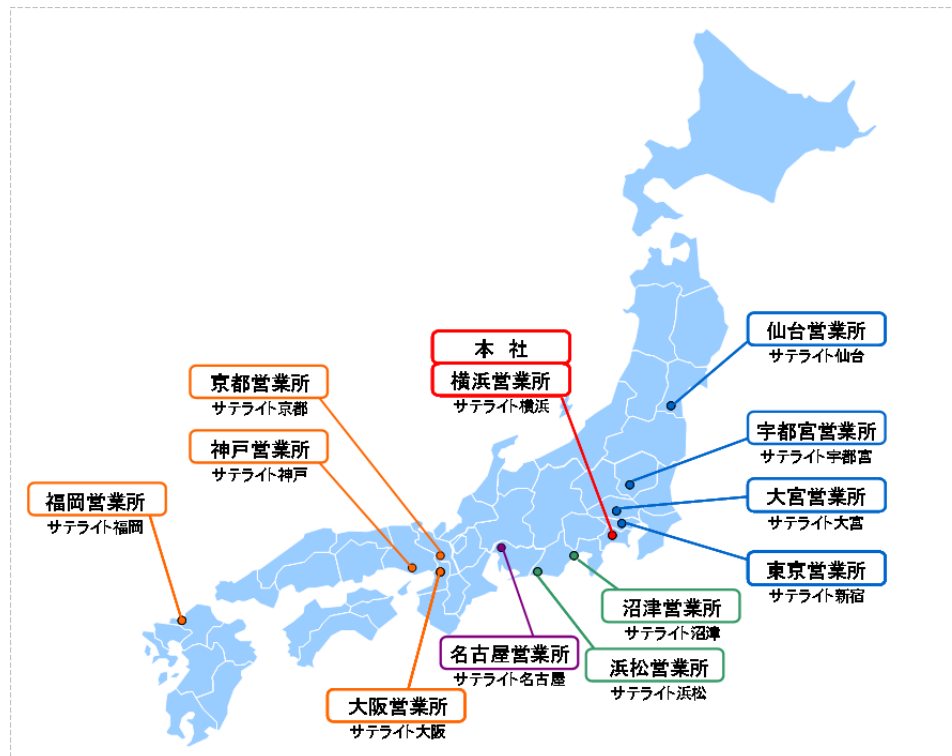 本 社
横浜営業所
サテライト横浜
仙台営業所
サテライト仙台
京都営業所
サテライト京都
神戸営業所
サテライト神戸
宇都宮営業所
サテライト宇都宮
福岡営業所
サテライト福岡
大宮営業所
サテライト大宮
東京営業所
サテライト新宿
沼津営業所
サテライト沼津
名古屋営業所
サテライト名古屋
浜松営業所
サテライト浜松
大阪営業所
サテライト大阪